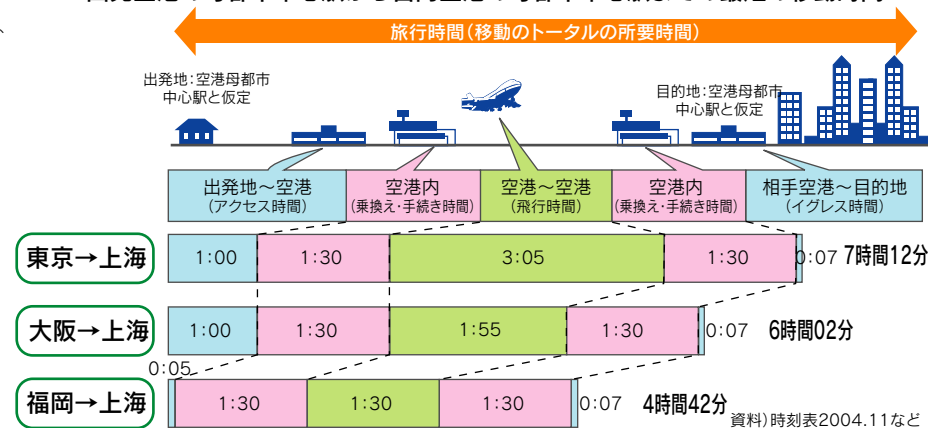 旅行時間(移動のトータルの所要時間)
出発地:空港母都市
中心駅と仮定
目的地:空港母都市
中心駅と仮定
出発地～空港
(アクセス時間)
空港内
(乗換え・手続き時間)
空港～空港
(飛行時間)
空港内
(乗換え・手続き時間)
相手空港～目的地
(イグレス時間)
東京→上海
1:00
1:30
3:05
1:30
0:07
7時間12分
大阪→上海
1:00
1:30
1:55
1:30
0:07
6時間02分
福岡→上海
0:05
1:30
1:30
1:30
0:07
4時間42分
資料)時刻表2004.11など